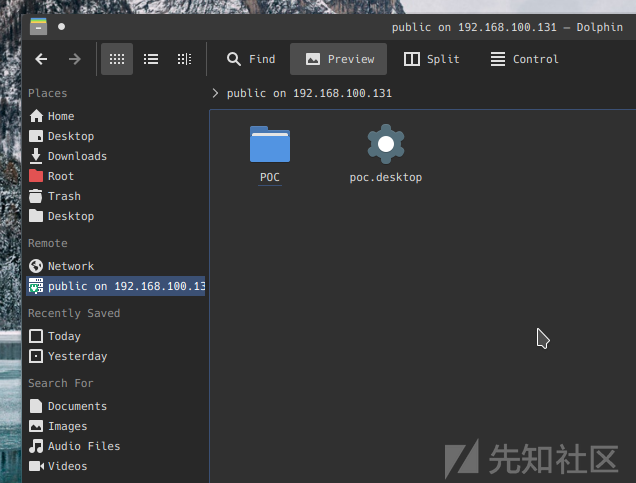 public on 192.168.100.131 — Dolphin
Find
Preview
Split
Control
Places
public on 192.168.100.131
Home
Desktop
Downloads
Root
Trash
Desktop
POC
poc.desktop
Remote
Network
public on 192.168.100.13
Recently Saved
Today
Yesterday
Search For
Documents
Images
Audio Files
Videos
先知社区